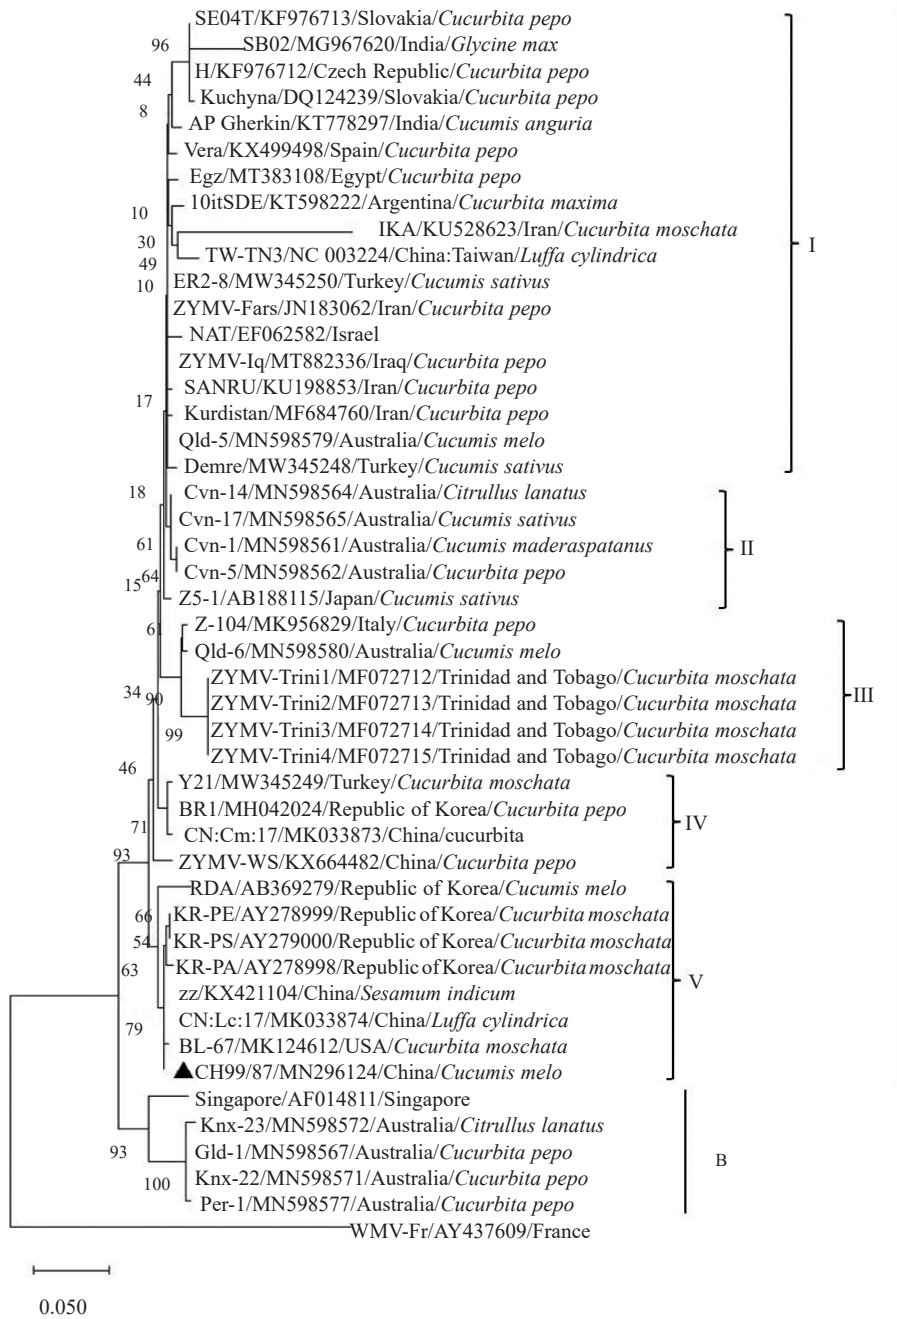 SE04T/KF976713/Slovakia/Cucurbita pepo
96
SB02/MG967620/India/Glycine max
H/KF976712/Czech Republic/Cucurbita pepo
44
Kuchyna/DQ124239/Slovakia/Cucurbita pepo
8
AP Gherkin/KT778297/India/Cucumis anguria
Vera/KX499498/Spain/Cucurbita pepo
Egz/MT383108/Egypt/Cucurbita pepo
10itSDE/KT598222/Argentina/Cucurbita maxima
10
IKA/KU528623/Iran/Cucurbita moschata
30
I
TW-TN3/NC 003224/China:Taiwan/Luffa cylindrica
49
ER2-8/MW345250/Turkey/Cucumis sativus
10
ZYMV-Fars/JN183062/Iran/Cucurbita pepo
NAT/EF062582/Israel
ZYMV-Iq/MT882336/Iraq/Cucurbita pepo
SANRU/KU198853/Iran/Cucurbita pepo
17
Kurdistan/MF684760/Iran/Cucurbita pepo
Qld-5/MN598579/Australia/Cucumis melo
Demre/MW345248/Turkey/Cucumis sativus
18
Cvn-14/MN598564/Australia/Citrullus lanatus
Cvn-17/MN598565/Australia/Cucumis sativus
61
Cvn-1/MN598561/Australia/Cucumis maderaspatanus
II
Cvn-5/MN598562/Australia/Cucurbita pepo
64
15
Z5-1/AB188115/Japan/Cucumis sativus
Z-104/MK956829/Italy/Cucurbita pepo
61
Qld-6/MN598580/Australia/Cucumis melo
ZYMV-Trini1/MF072712/Trinidad and Tobago/Cucurbita moschata
34
90
III
ZYMV-Trini2/MF072713/Trinidad and Tobago/Cucurbita moschata
99
ZYMV-Trini3/MF072714/Trinidad and Tobago/Cucurbita moschata
ZYMV-Trini4/MF072715/Trinidad and Tobago/Cucurbita moschata
46
Y21/MW345249/Turkey/Cucurbita moschata
BR1/MH042024/Republic of Korea/Cucurbita pepo
IV
71
CN:Cm:17/MK033873/China/cucurbita
93
ZYMV-WS/KX664482/China/Cucurbita pepo
RDA/AB369279/Republic of Korea/Cucumis melo
66
KR-PE/AY278999/Republic of Korea/Cucurbita moschata
54
KR-PS/AY279000/Republic of Korea/Cucurbita moschata
63
KR-PA/AY278998/Republic of Korea/Cucurbita moschata
V
zz/KX421104/China/Sesamum indicum
CN:Lc:17/MK033874/China/Luffa cylindrica
79
BL-67/MK124612/USA/Cucurbita moschata
CH99/87/MN296124/China/Cucumis melo
Singapore/AF014811/Singapore
Knx-23/MN598572/Australia/Citrullus lanatus
93
Gld-1/MN598567/Australia/Cucurbita pepo
B
Knx-22/MN598571/Australia/Cucurbita pepo
100
Per-1/MN598577/Australia/Cucurbita pepo
WMV-Fr/AY437609/France
0.050